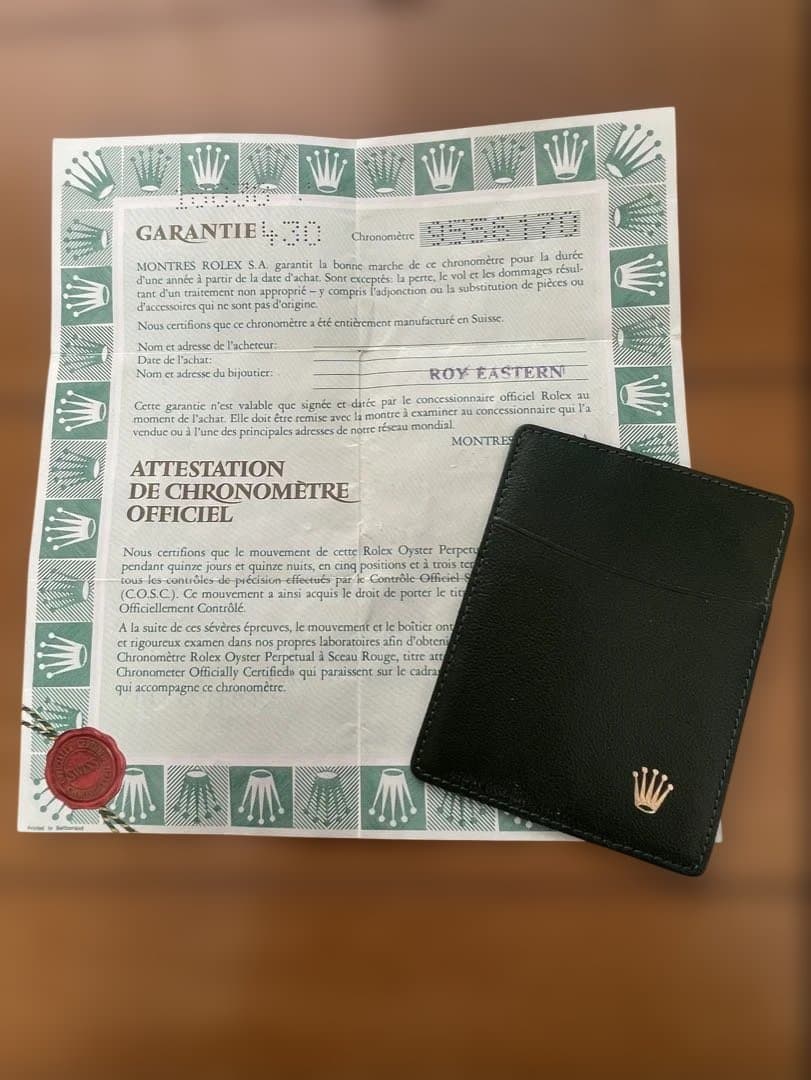 GARANTIE 430 Chronomètre 9536170
MONTRES ROLEX S.A. garantit la bonne marche de ce chronomètre pour la durée
d'une année à partir de la date d'achat. Sont exceptés: la perte, le vol et les dommages résul-
tant d'un traitement non approprié – y compris l'adjonction ou la substitution de pièces ou
d'accessoires qui ne sont pas d'origine.
Nous certifions que ce chronomètre a été entièrement manufacturé en Suisse.
Nom et adresse de l'acheteur:
Date de l'achat:
Nom et adresse du bijoutier: ROY EASTERN
Cette garantie n'est valable que signée et datée par le concessionnaire officiel Rolex au
moment de l'achat. Elle doit être remise avec la montre à examiner au concessionnaire qui l'a
vendue ou à l'une des principales adresses de notre réseau mondial.
MONTRES
ATTESTATION
DE CHRONOMÈTRE
OFFICIEL
Nous certifions que le mouvement de cette Rolex Oyster Perpetu
pendant quinze jours et quinze nuits, en cinq positions et à trois
tous les contrôles de précision effectués par le Contrôle Officiel S
(C.O.S.C.). Ce mouvement a ainsi acquis le droit de porter le tit
Officiellement Contrôlé.
A la suite de ces sévères épreuves, le mouvement et le boîtier ont
et rigoureux examen dans nos propres laboratoires afin d'obteni
Chronomètre Rolex Oyster Perpetual à Sceau Rouge, titre att
Chronometer Officially Certified» qui paraissent sur le cadra
qui accompagne ce chronomètre.
Printed in Switzerland